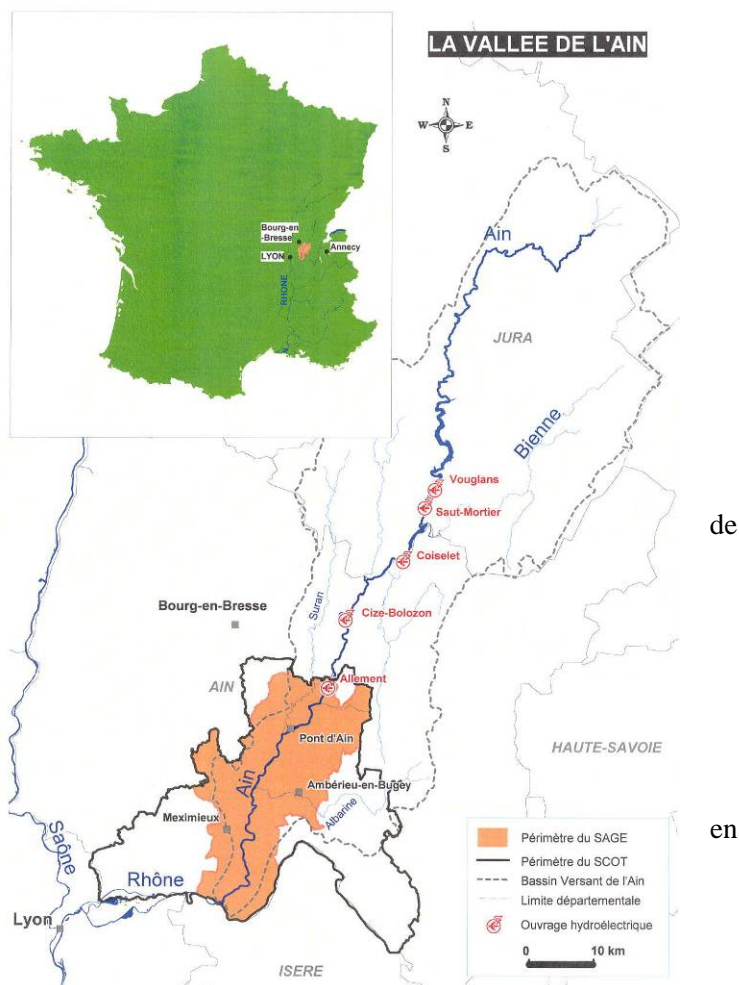 LA VALLEE DE L'AIN
N
W E
S
Bourg-en
-Bresse
Annecy
LYON
RHONE
Ain
JURA
Bienne
Vouglans
Saut-Mortier
de
Coiselet
Suran
Bourg-en-Bresse
Cize-Bolozon
AIN
Allement
Pont d'Ain
HAUTE-SAVOIE
Ain
Ambérieu-en-Bugey
Albarine
Meximieux
Saône
Rhône
Lyon
ISERE
en
Périmètre du SAGE
Périmètre du SCOT
Bassin Versant de l'Ain
Limite départementale
Ouvrage hydroélectrique
0 10 km